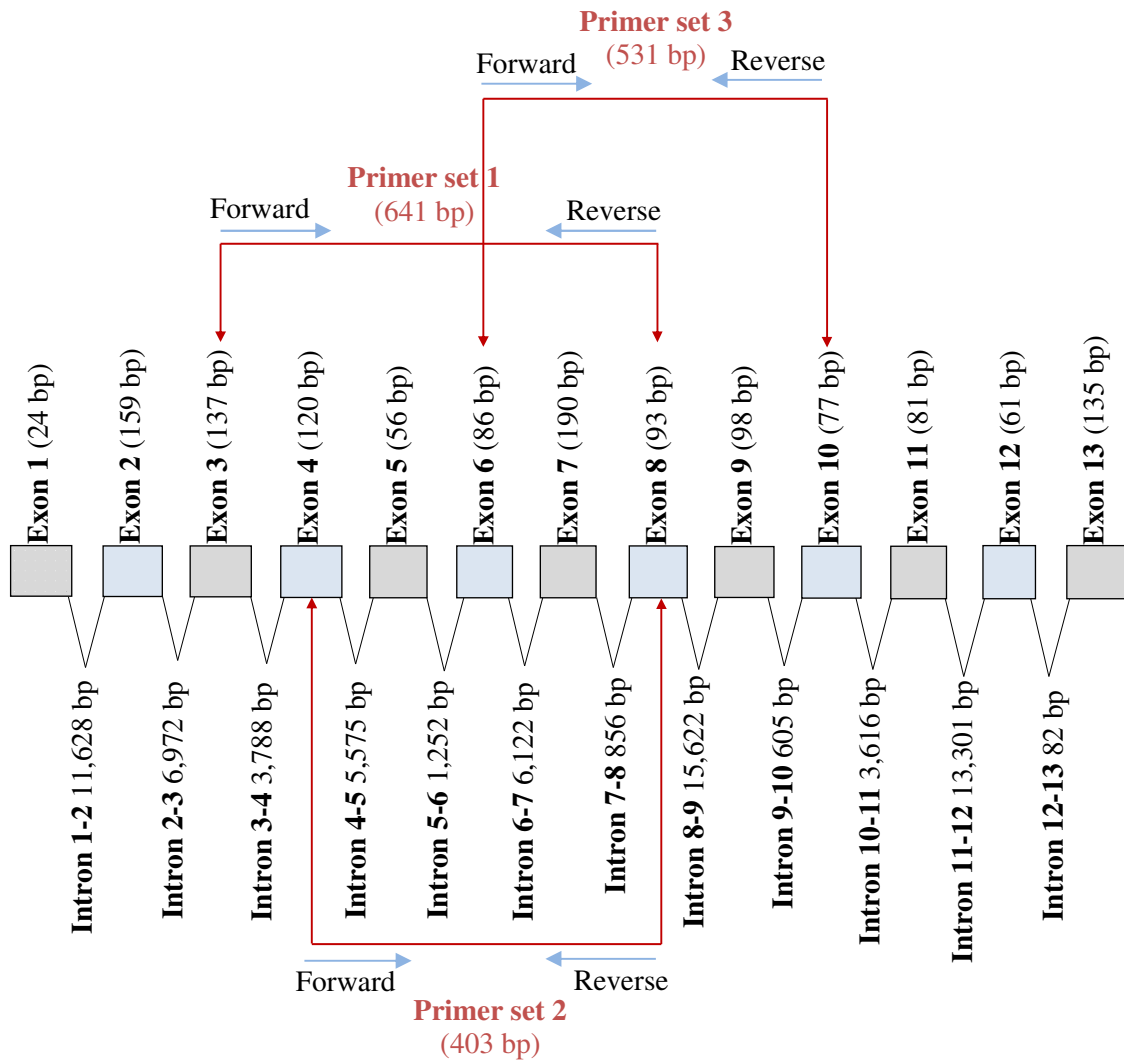 Primer set 3
(531 bp)
Forward
Reverse
Primer set 1
(641 bp)
Forward
Reverse
Exon 1 (24 bp)
Exon 2 (159 bp)
Exon 3 (137 bp)
Exon 4 (120 bp)
Exon 5 (56 bp)
Exon 6 (86 bp)
Exon 7 (190 bp)
Exon 8 (93 bp)
Exon 9 (98 bp)
Exon 10 (77 bp)
Exon 11 (81 bp)
Exon 12 (61 bp)
Exon 13 (135 bp)
Intron 1-2 11,628 bp
Intron 2-3 6,972 bp
Intron 3-4 3,788 bp
Intron 4-5 5,575 bp
Intron 5-6 1,252 bp
Intron 6-7 6,122 bp
Intron 7-8 856 bp
Intron 8-9 15,622 bp
Intron 9-10 605 bp
Intron 10-11 3,616 bp
Intron 11-12 13,301 bp
Intron 12-13 82 bp
Forward
Reverse
Primer set 2
(403 bp)